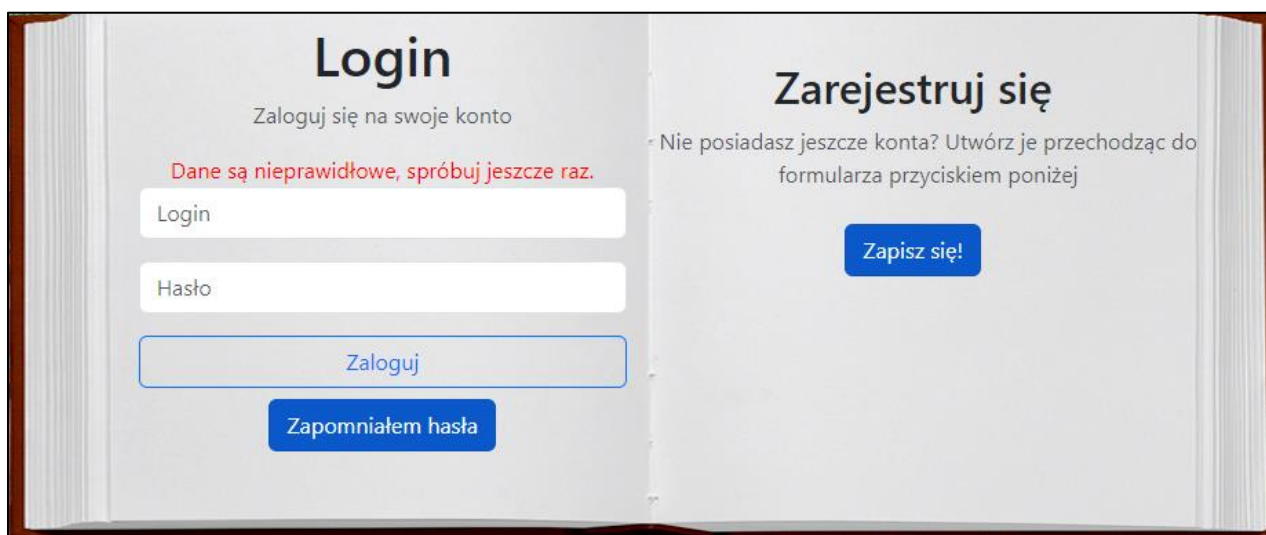 Login
Zaloguj się na swoje konto
Dane są nieprawidłowe, spróbuj jeszcze raz.
Login
Hasło
Zaloguj
Zapomniałem hasła
Zarejestruj się
Nie posiadasz jeszcze konta? Utwórz je przechodząc do
formularza przyciskiem poniżej
Zapisz się!